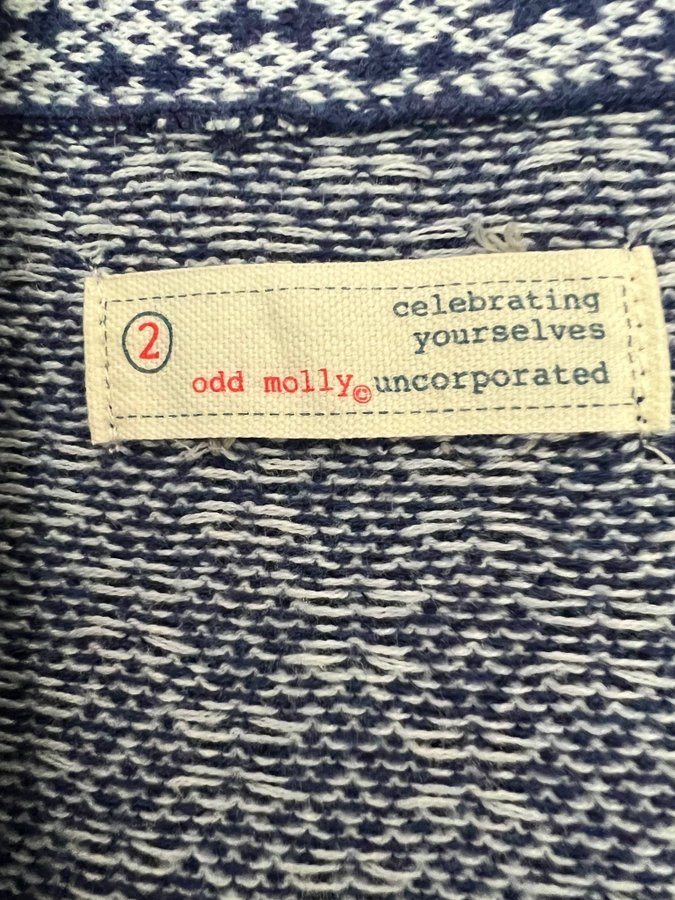 celebrating
2 yourselves
odd molly©uncorporated